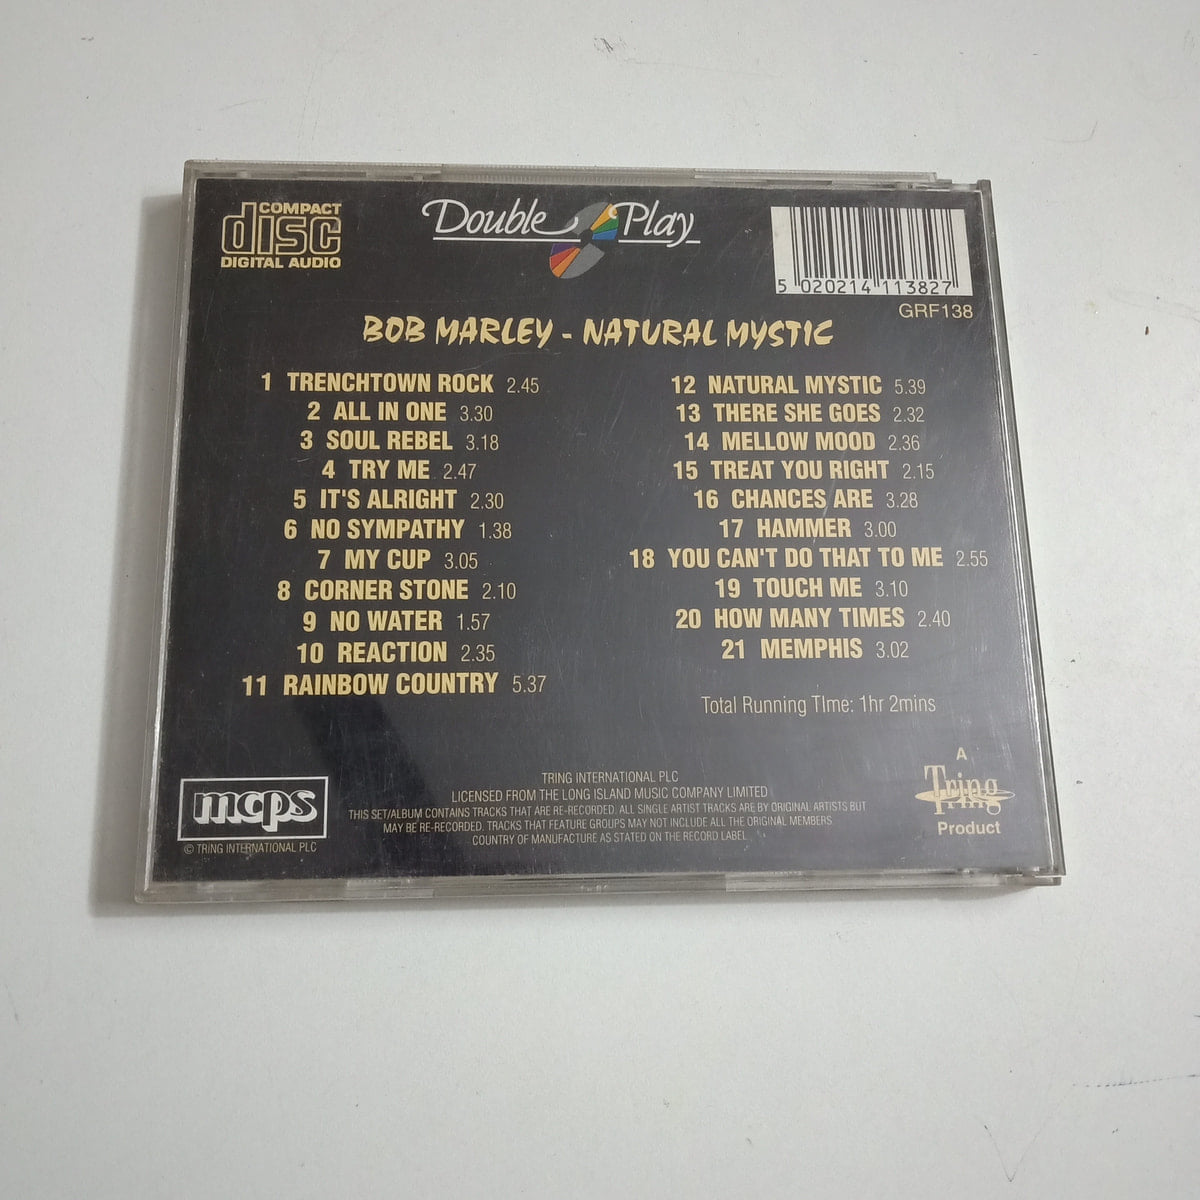 COMPACT
disc
DIGITAL AUDIO
Double Play
5 020214 113827
GRF138
BOB MARLEY - NATURAL MYSTIC
1 TRENCHTOWN ROCK 2.45
2 ALL IN ONE 3.30
3 SOUL REBEL 3.18
4 TRY ME 2.47
5 IT'S ALRIGHT 2.30
6 NO SYMPATHY 1.38
7 MY CUP 3.05
8 CORNER STONE 2.10
9 NO WATER 1.57
10 REACTION 2.35
11 RAINBOW COUNTRY 5.37
12 NATURAL MYSTIC 5.39
13 THERE SHE GOES 2.32
14 MELLOW MOOD 2.36
15 TREAT YOU RIGHT 2.15
16 CHANCES ARE 3.28
17 HAMMER 3.00
18 YOU CAN'T DO THAT TO ME 2.55
19 TOUCH ME 3.10
20 HOW MANY TIMES 2.40
21 MEMPHIS 3.02
Total Running TIme: 1hr 2mins
mcps
© TRING INTERNATIONAL PLC
TRING INTERNATIONAL PLC
LICENSED FROM THE LONG ISLAND MUSIC COMPANY LIMITED
THIS SET/ALBUM CONTAINS TRACKS THAT ARE RE-RECORDED. ALL SINGLE ARTIST TRACKS ARE BY ORIGINAL ARTISTS BUT
MAY BE RE-RECORDED. TRACKS THAT FEATURE GROUPS MAY NOT INCLUDE ALL THE ORIGINAL MEMBERS.
COUNTRY OF MANUFACTURE AS STATED ON THE RECORD LABEL
A
Tring
Product